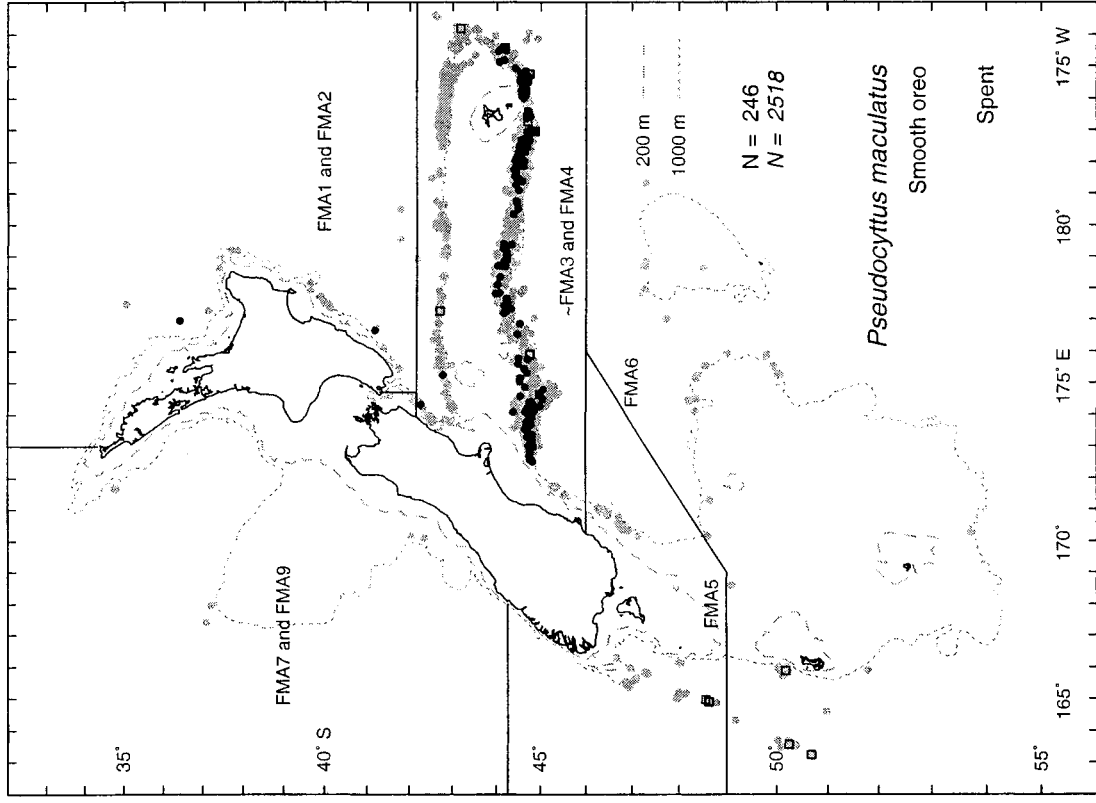 FMA1 and FMA2
FMA7 and FMA9
~FMA3 and FMA4
FMA6
FMA5
200 m
1000 m
N = 246
N = 2518
Pseudocyttus maculatus
Smooth oreo
Spent
35˚
40˚ S
45˚
50˚
55˚
165˚
170˚
175˚ E
180˚
175˚ W